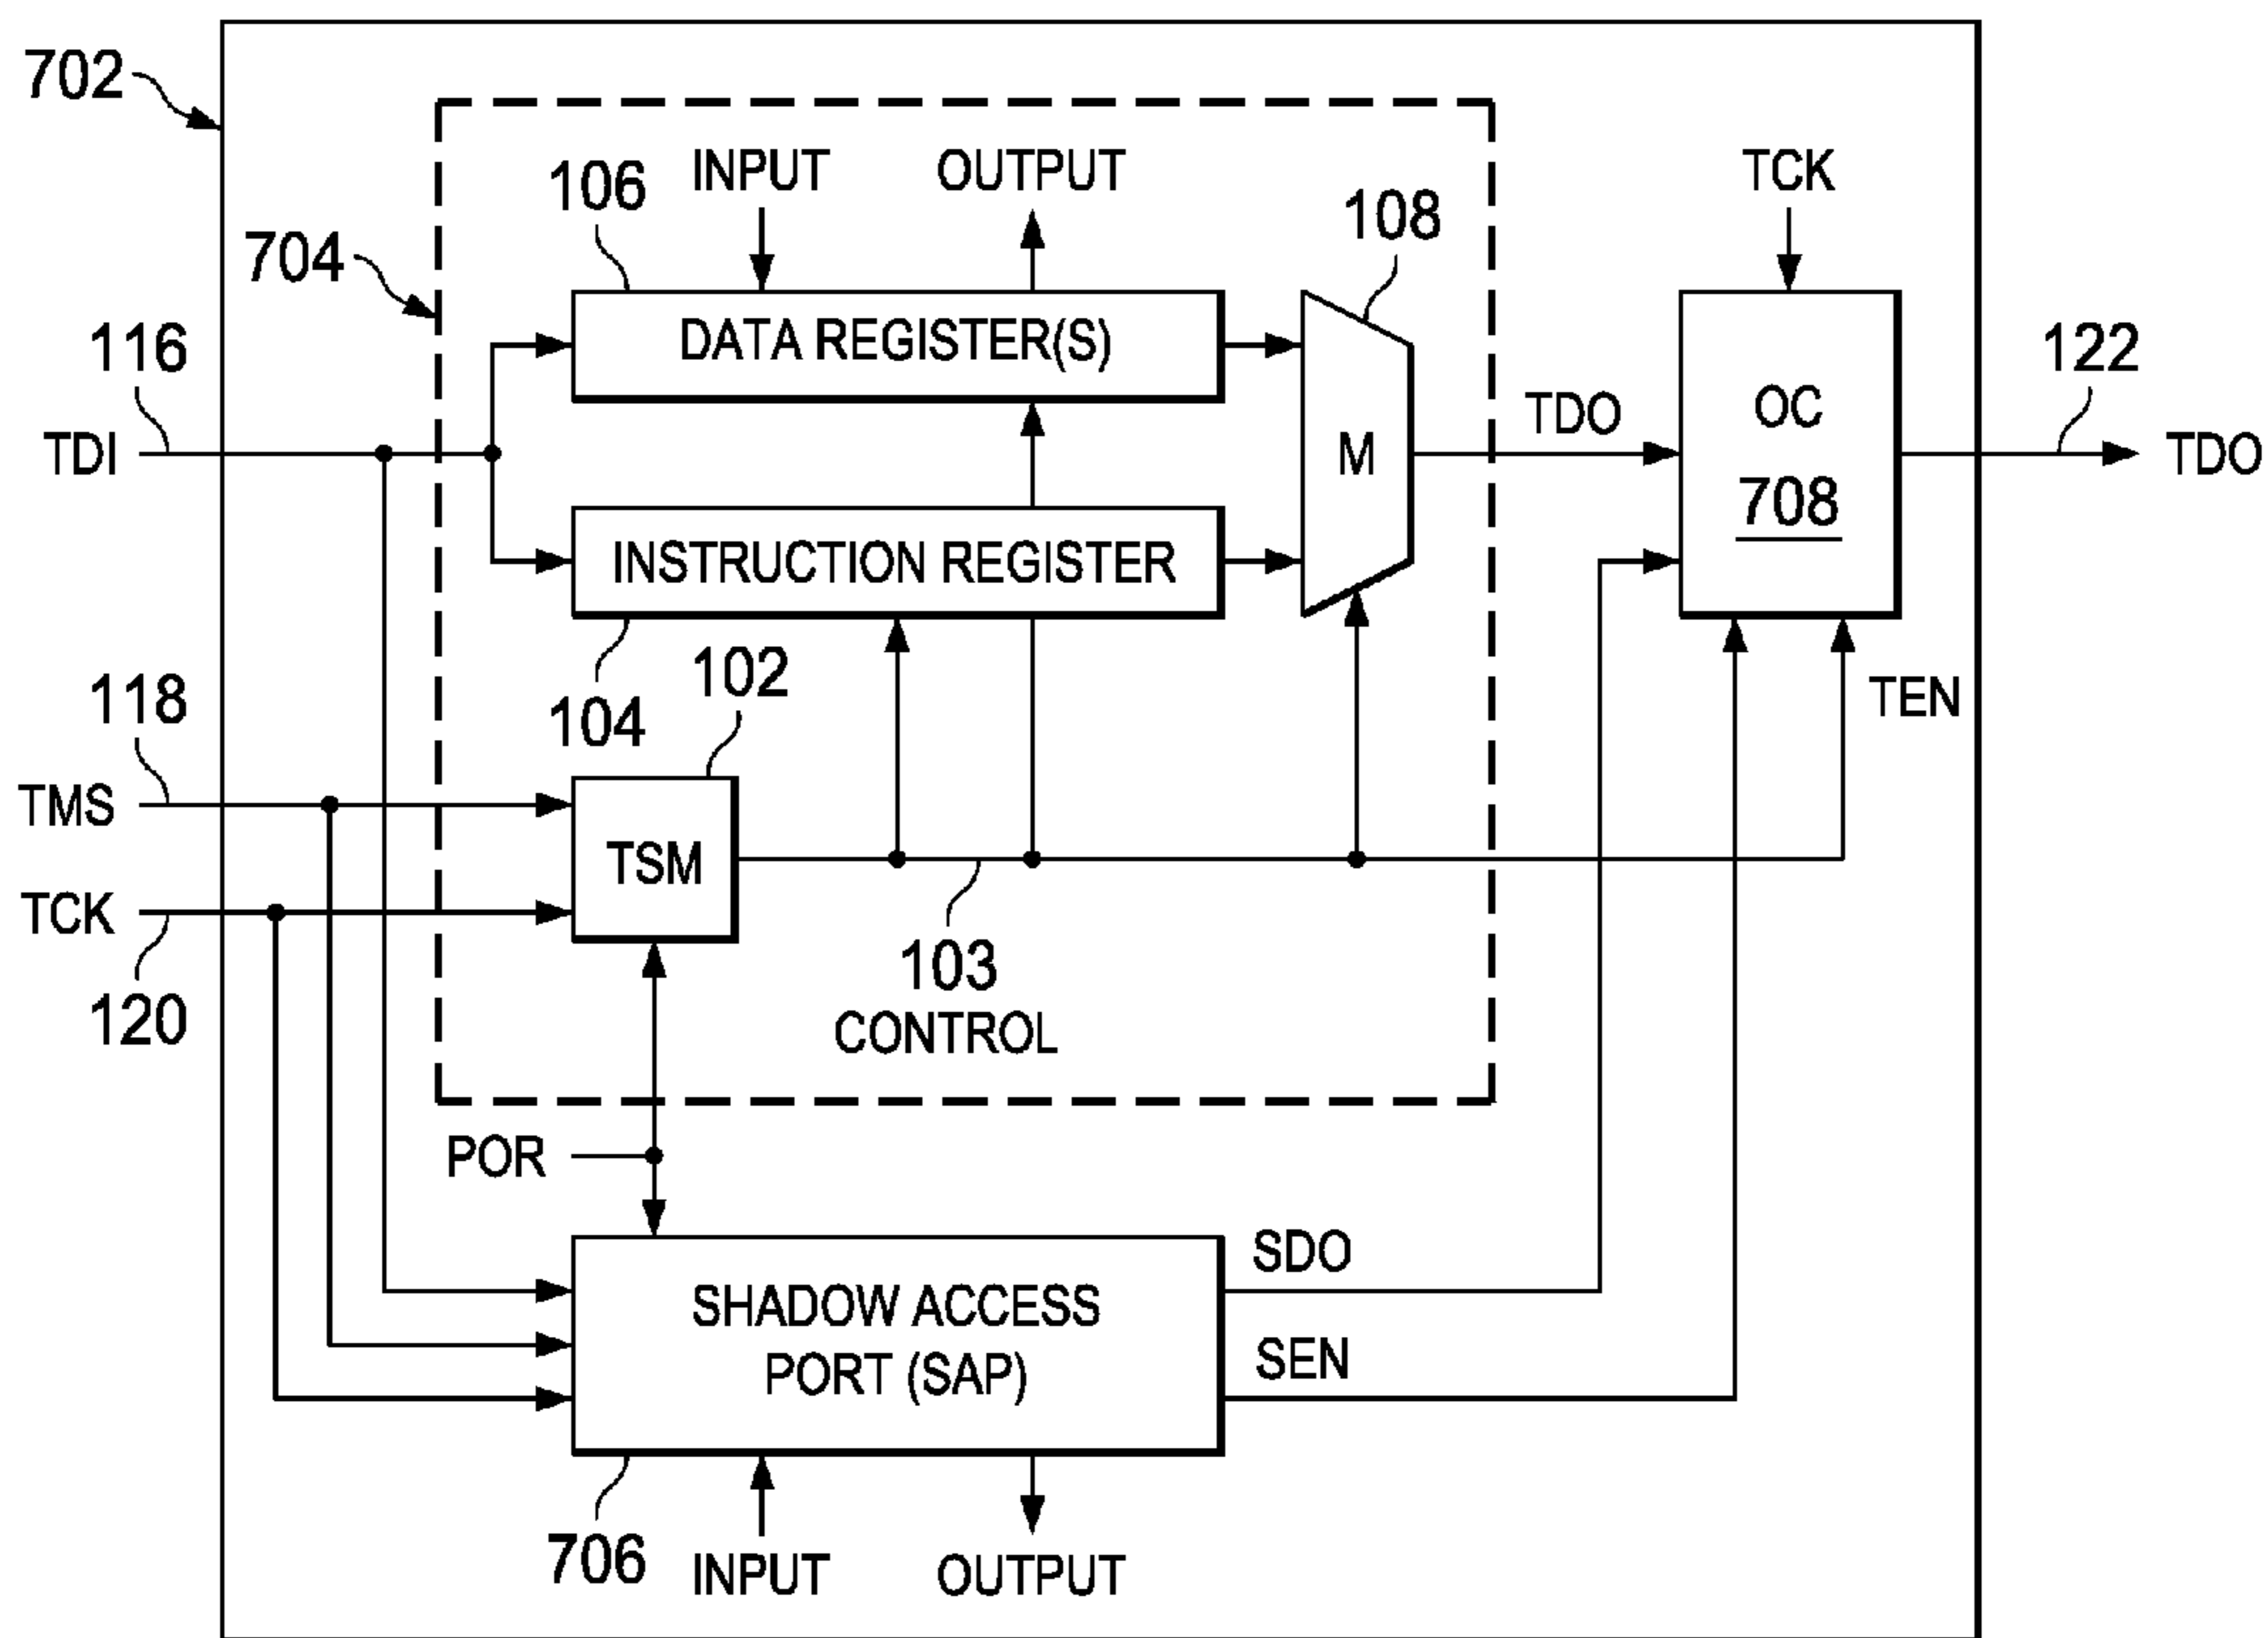 702
704
106
INPUT
OUTPUT
TCK
108
116
DATA REGISTER(S)
OC
708
122
TDI
M
TDO
TDO
INSTRUCTION REGISTER
118
104
102
TEN
TMS
TSM
TCK
120
103
CONTROL
POR
SHADOW ACCESS
PORT (SAP)
SDO
SEN
706
INPUT
OUTPUT